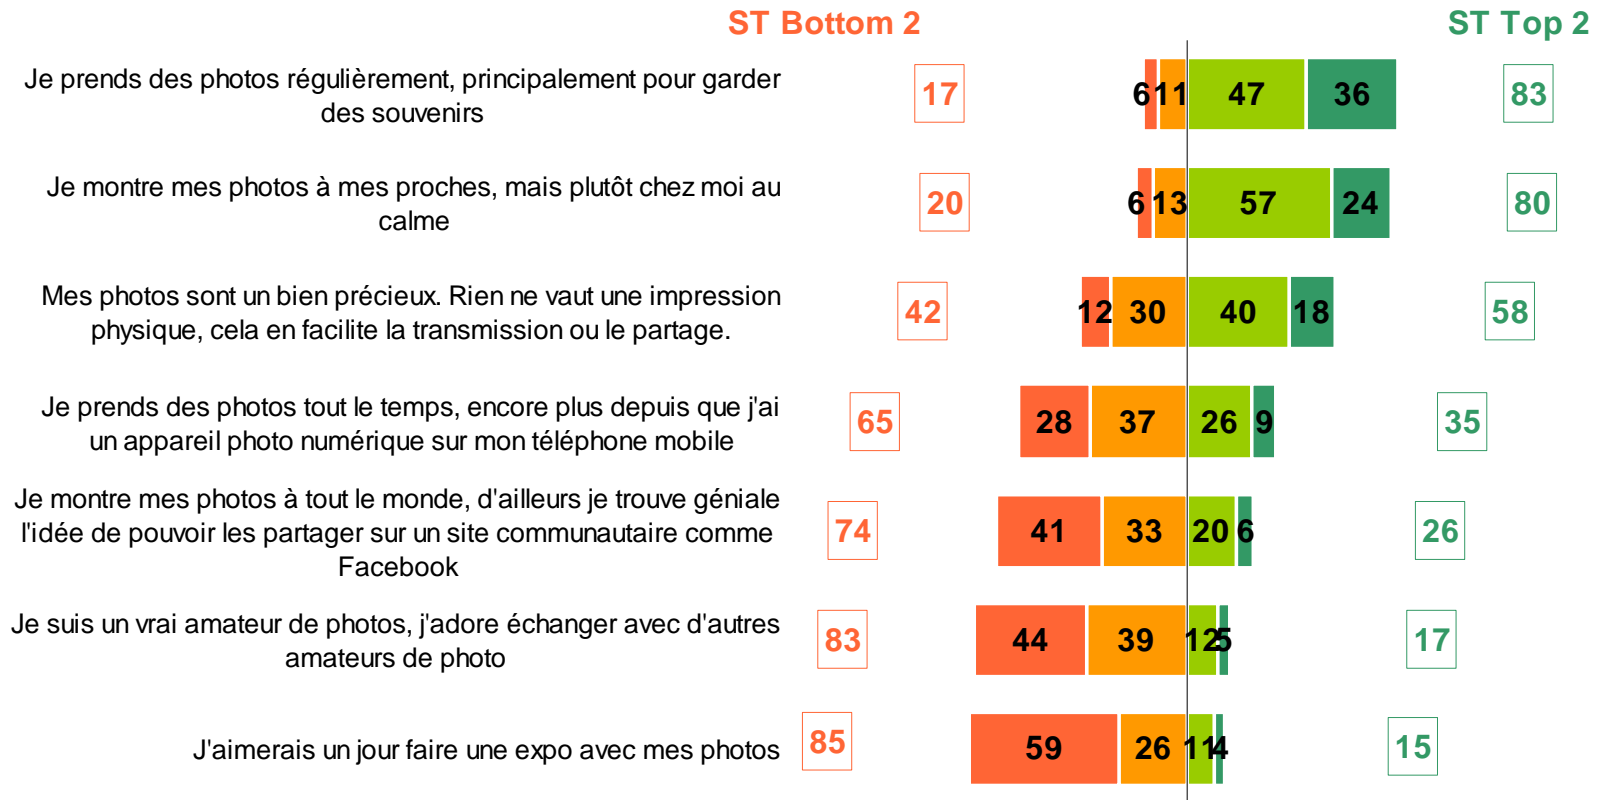 ST Bottom 2 ST Top 2
Je prends des photos régulièrement, principalement pour garder
des souvenirs
17 6 11 47 36 83
Je montre mes photos à mes proches, mais plutôt chez moi au
calme
20 6 13 57 24 80
Mes photos sont un bien précieux. Rien ne vaut une impression
physique, cela en facilite la transmission ou le partage.
42 12 30 40 18 58
Je prends des photos tout le temps, encore plus depuis que j'ai
un appareil photo numérique sur mon téléphone mobile
65 28 37 26 9 35
Je montre mes photos à tout le monde, d'ailleurs je trouve géniale
l'idée de pouvoir les partager sur un site communautaire comme
Facebook
74 41 33 20 6 26
Je suis un vrai amateur de photos, j'adore échanger avec d'autres
amateurs de photo
83 44 39 12 5 17
J'aimerais un jour faire une expo avec mes photos
85 59 26 11 4 15